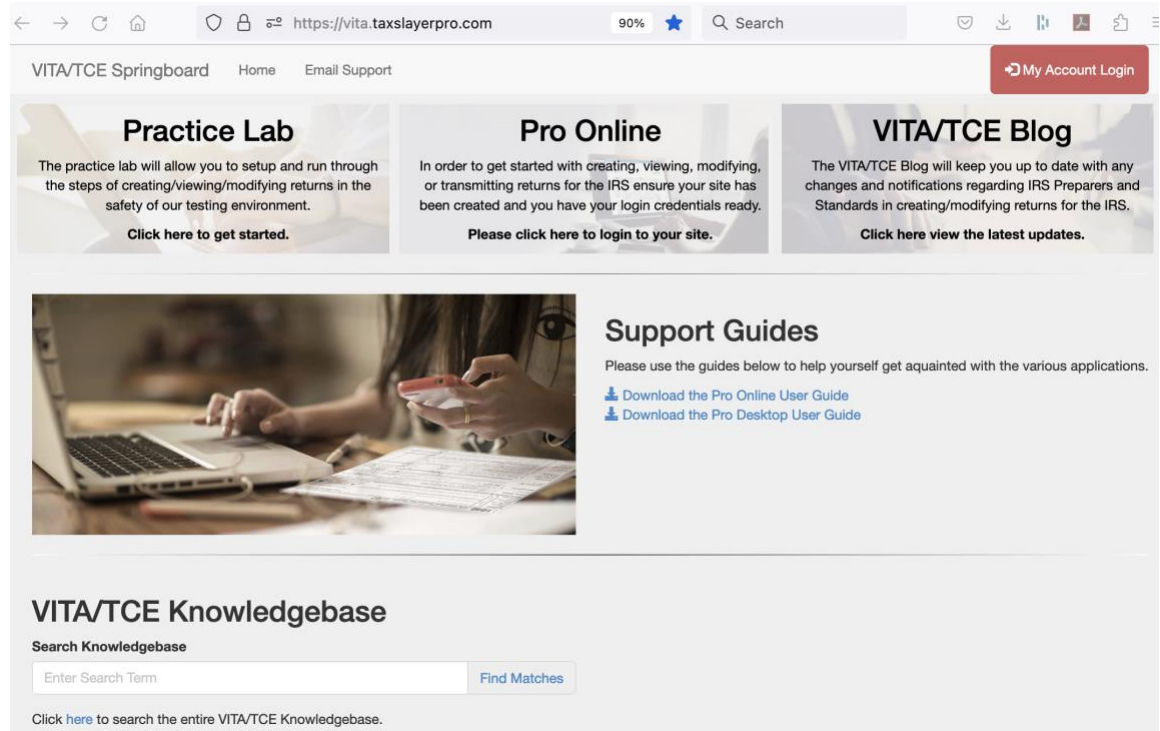 https://vita.taxslayerpro.com
90%
Search
VITA/TCE Springboard
Home
Email Support
My Account Login
Practice Lab
The practice lab will allow you to setup and run through
the steps of creating/viewing/modifying returns in the
safety of our testing environment.
Click here to get started.
Pro Online
In order to get started with creating, viewing, modifying,
or transmitting returns for the IRS ensure your site has
been created and you have your login credentials ready.
Please click here to login to your site.
VITA/TCE Blog
The VITA/TCE Blog will keep you up to date with any
changes and notifications regarding IRS Preparers and
Standards in creating/modifying returns for the IRS.
Click here view the latest updates.
Support Guides
Please use the guides below to help yourself get aquainted with the various applications.
Download the Pro Online User Guide
Download the Pro Desktop User Guide
VITA/TCE Knowledgebase
Search Knowledgebase
Enter Search Term
Find Matches
Click here to search the entire VITA/TCE Knowledgebase.